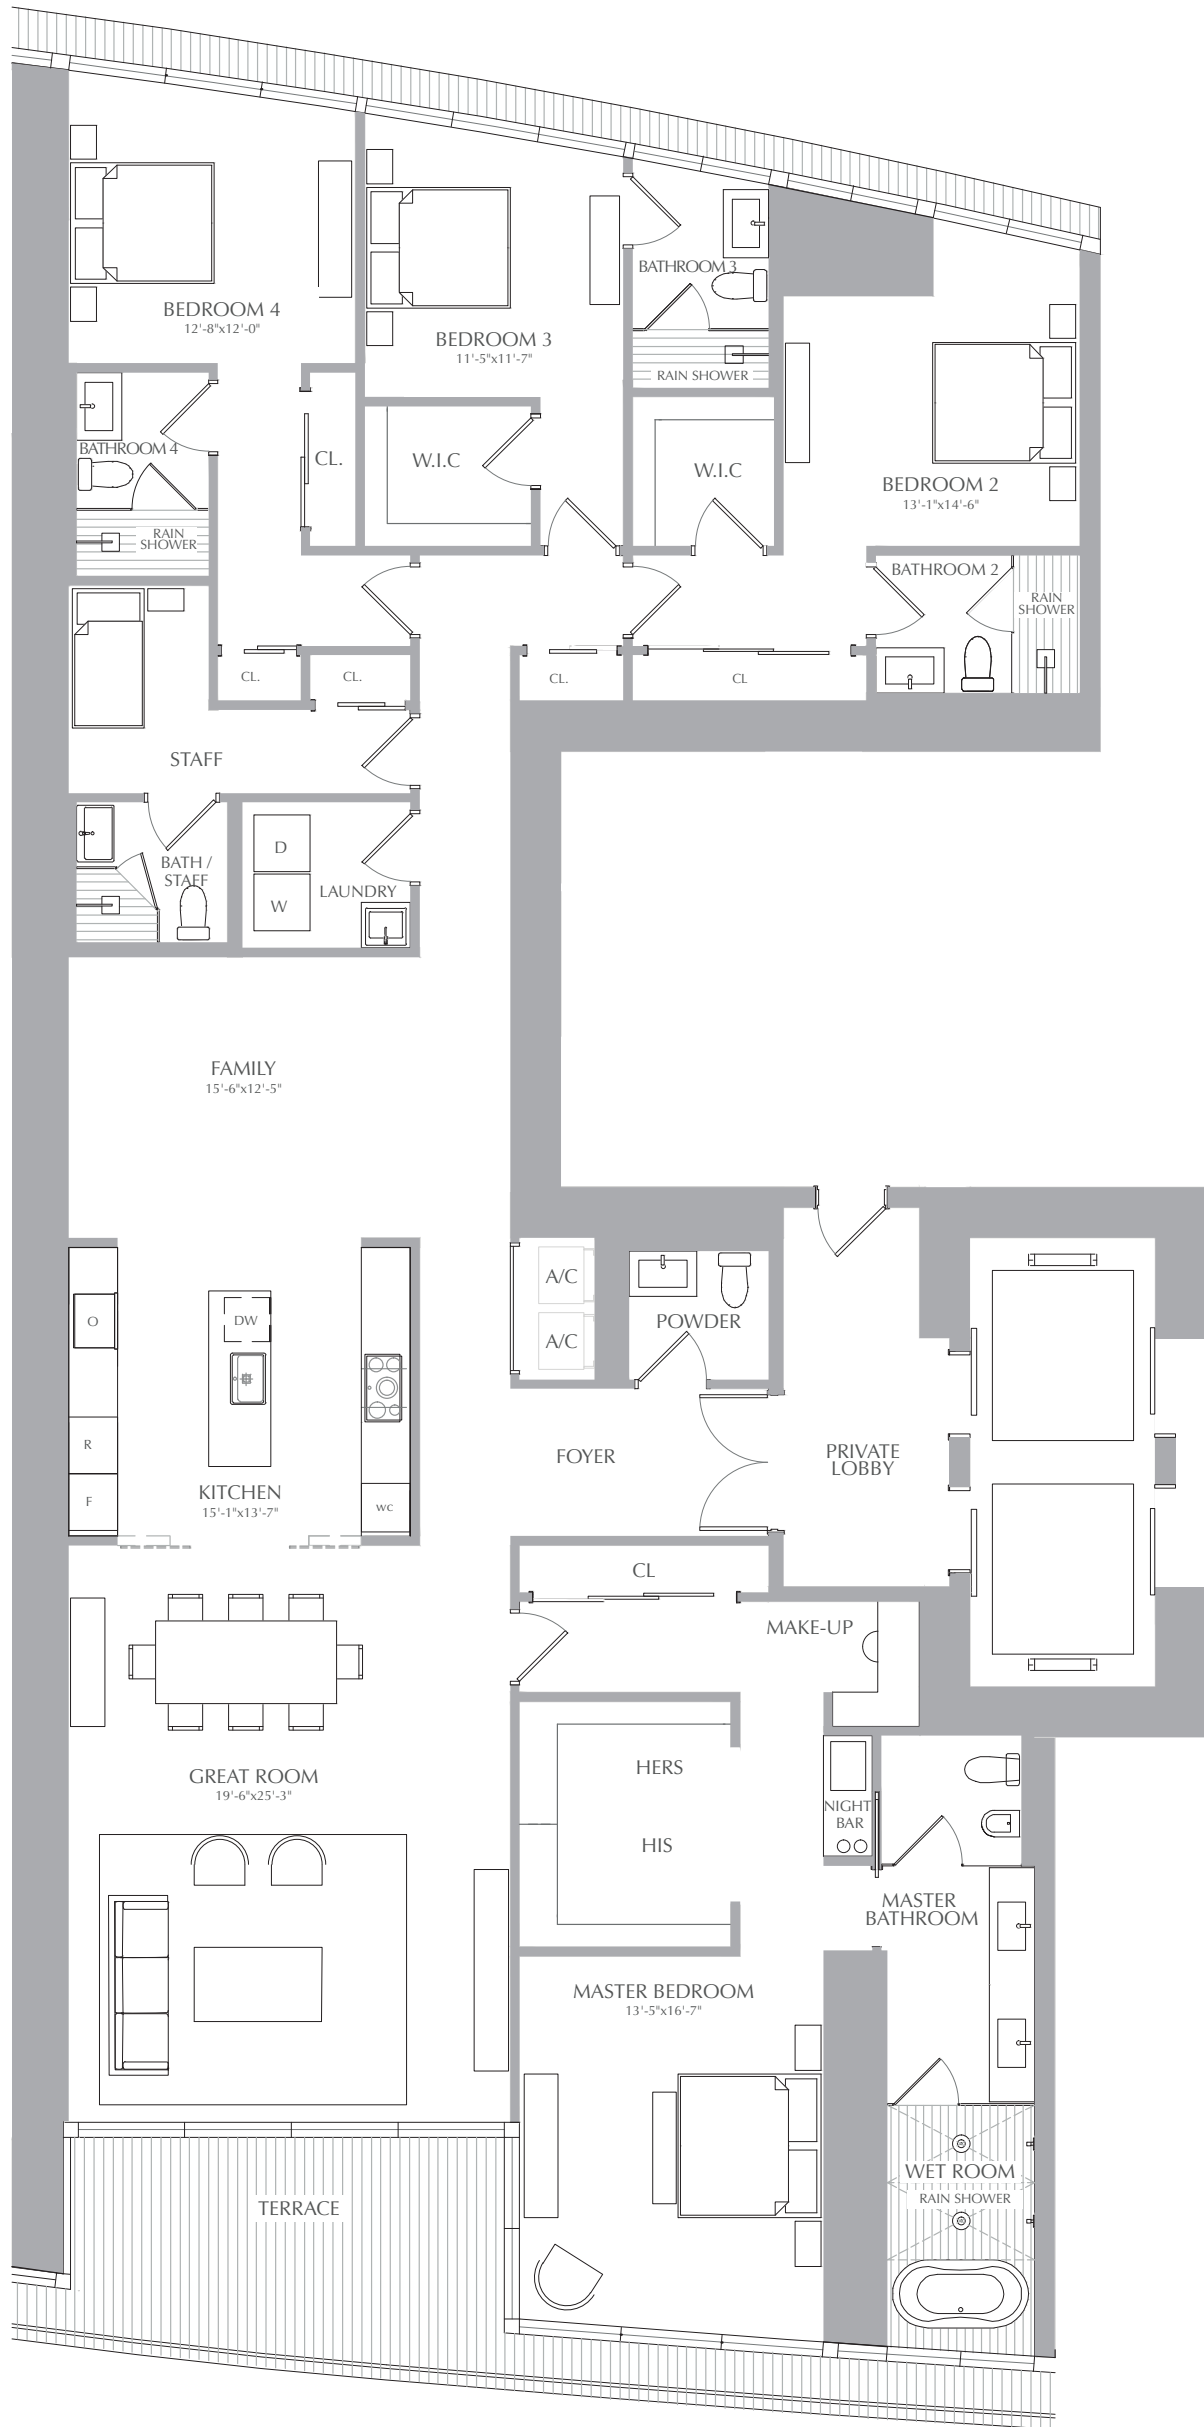 BEDROOM 4
12'-8"x12'-0"
BATHROOM 3
BEDROOM 3
11'-5"x11'-7"
RAIN SHOWER
BATHROOM 4
CL.
W.I.C
W.I.C
BEDROOM 2
13'-1"x14'-6"
RAIN
SHOWER
BATHROOM 2
RAIN
SHOWER
CL.
CL.
CL.
CL
STAFF
D
BATH /
STAFF
LAUNDRY
W
FAMILY
15'-6"x12'-5"
A/C
O
DW
POWDER
A/C
R
FOYER
PRIVATE
LOBBY
KITCHEN
15'-1"x13'-7"
F
WC
CL
MAKE-UP
HERS
GREAT ROOM
19'-6"x25'-3"
NIGHT
BAR
HIS
MASTER
BATHROOM
MASTER BEDROOM
13'-5"x16'-7"
WET ROOM
RAIN SHOWER
TERRACE